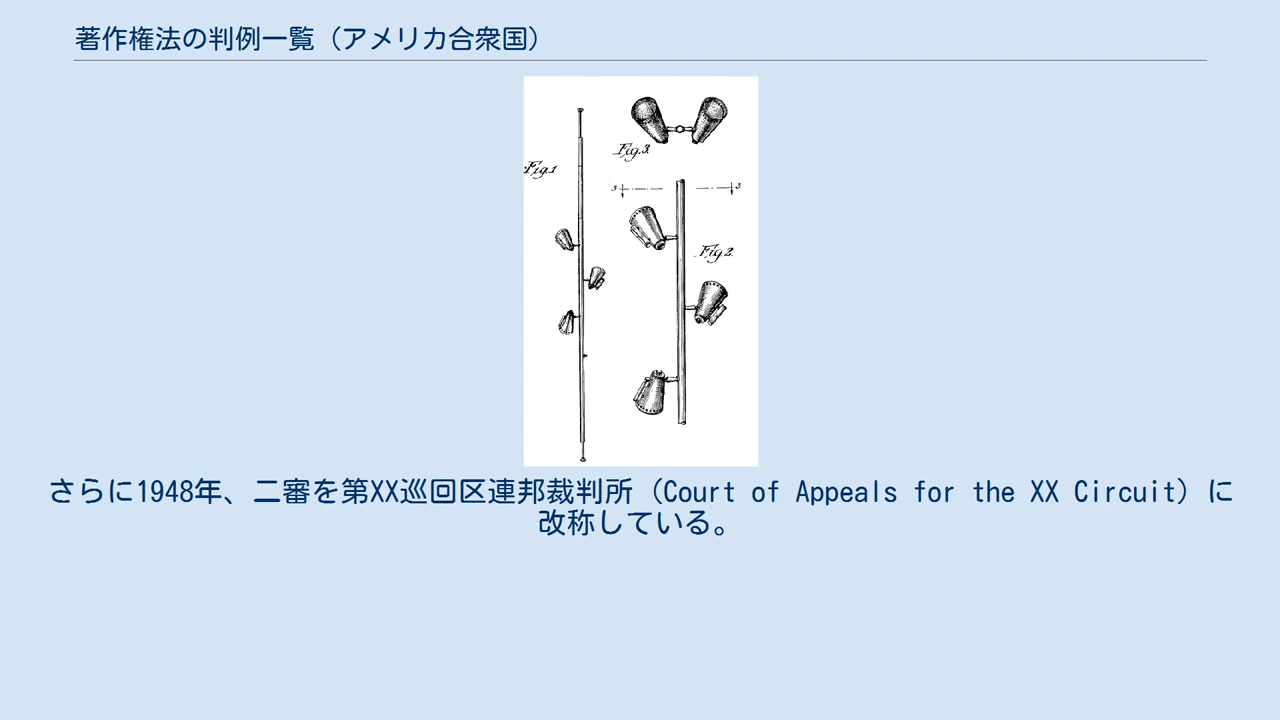 著作権法の判例一覧（アメリカ合衆国）
Fig.1
Fig.3.
3
3
Fig.2.
さらに1948年、二審を第XX巡回区連邦裁判所（Court of Appeals for the XX Circuit）に
改称している。